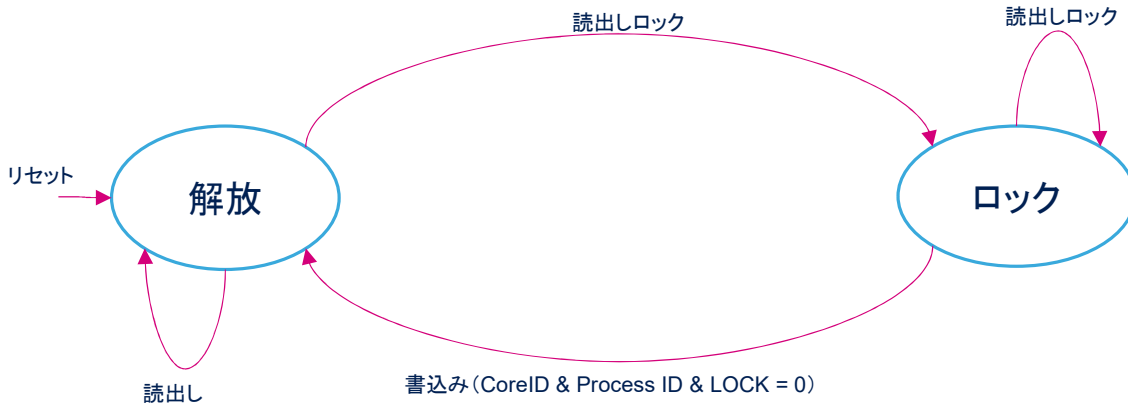 読出しロック
読出しロック
リセット
解放
ロック
読出し
書込み（CoreID & Process ID & LOCK = 0）